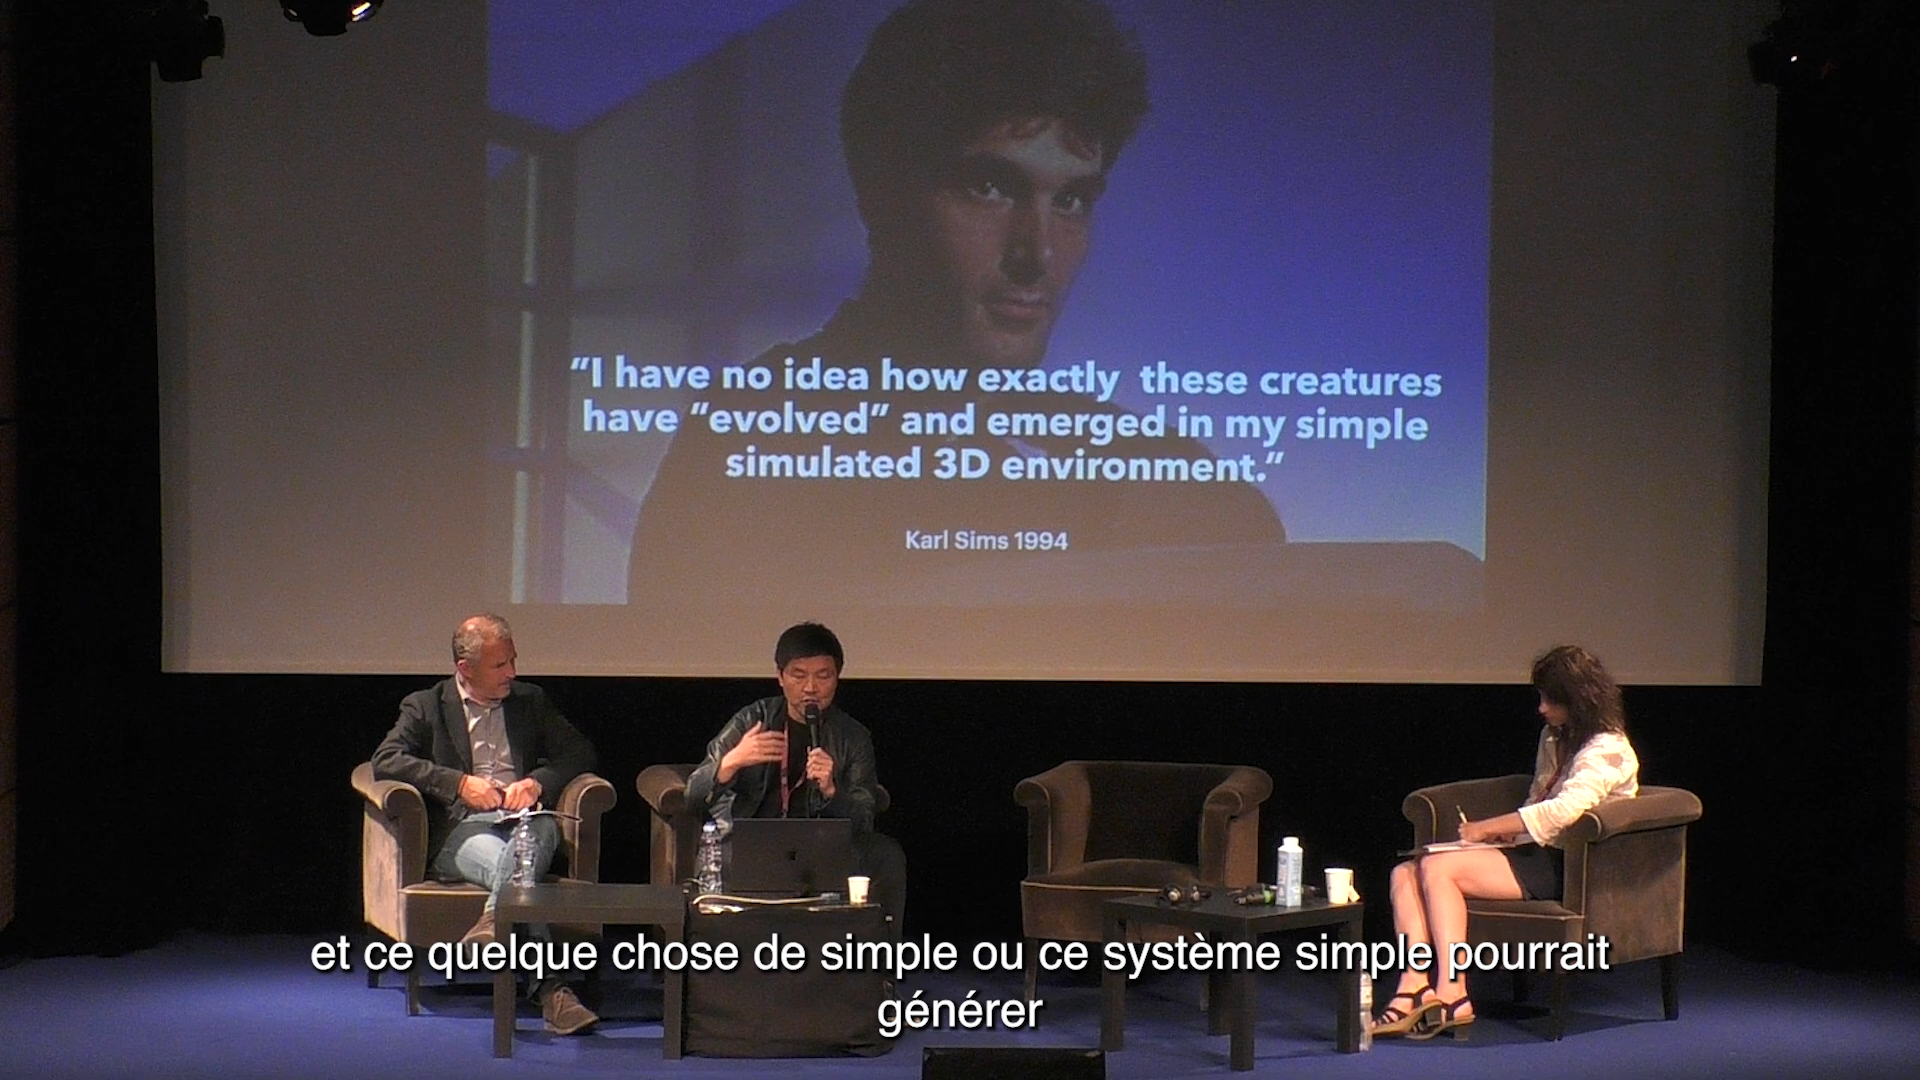 “I have no idea how exactly these creatures
have “evolved” and emerged in my simple
simulated 3D environment.”
Karl Sims 1994
et ce quelque chose de simple ou ce système simple pourrait
générer